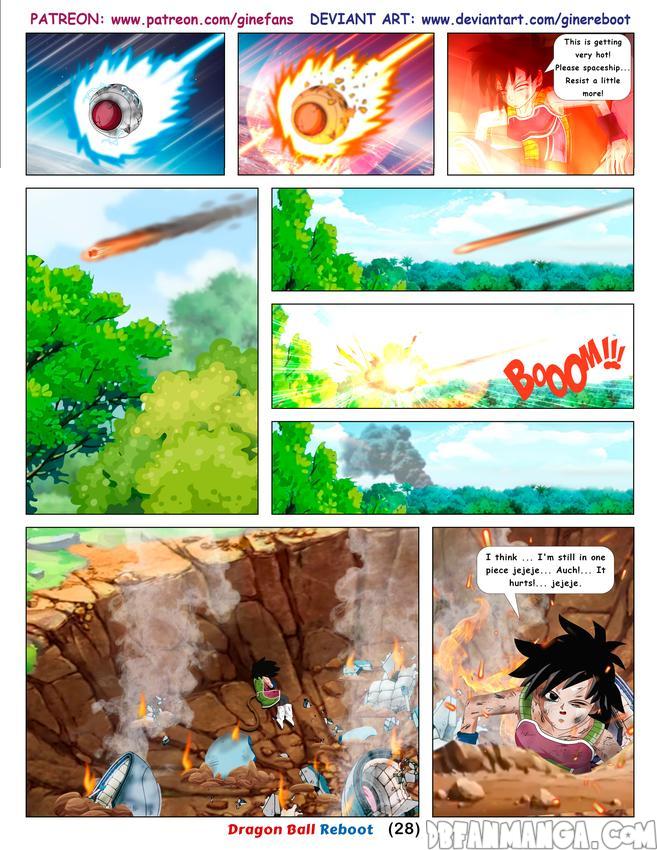 PATREON: www.patreon.com/ginefans DEVIANT ART: www.deviantart.com/ginereboot
This is getting
very hot!
Please spaceship...
Resist a little
more!
BOOOM!!!
I think ... I'm still in one
piece jejeje... Auch!... It
hurts!... jejeje.
Dragon Ball Reboot (28)
DBFANMANGA.COM